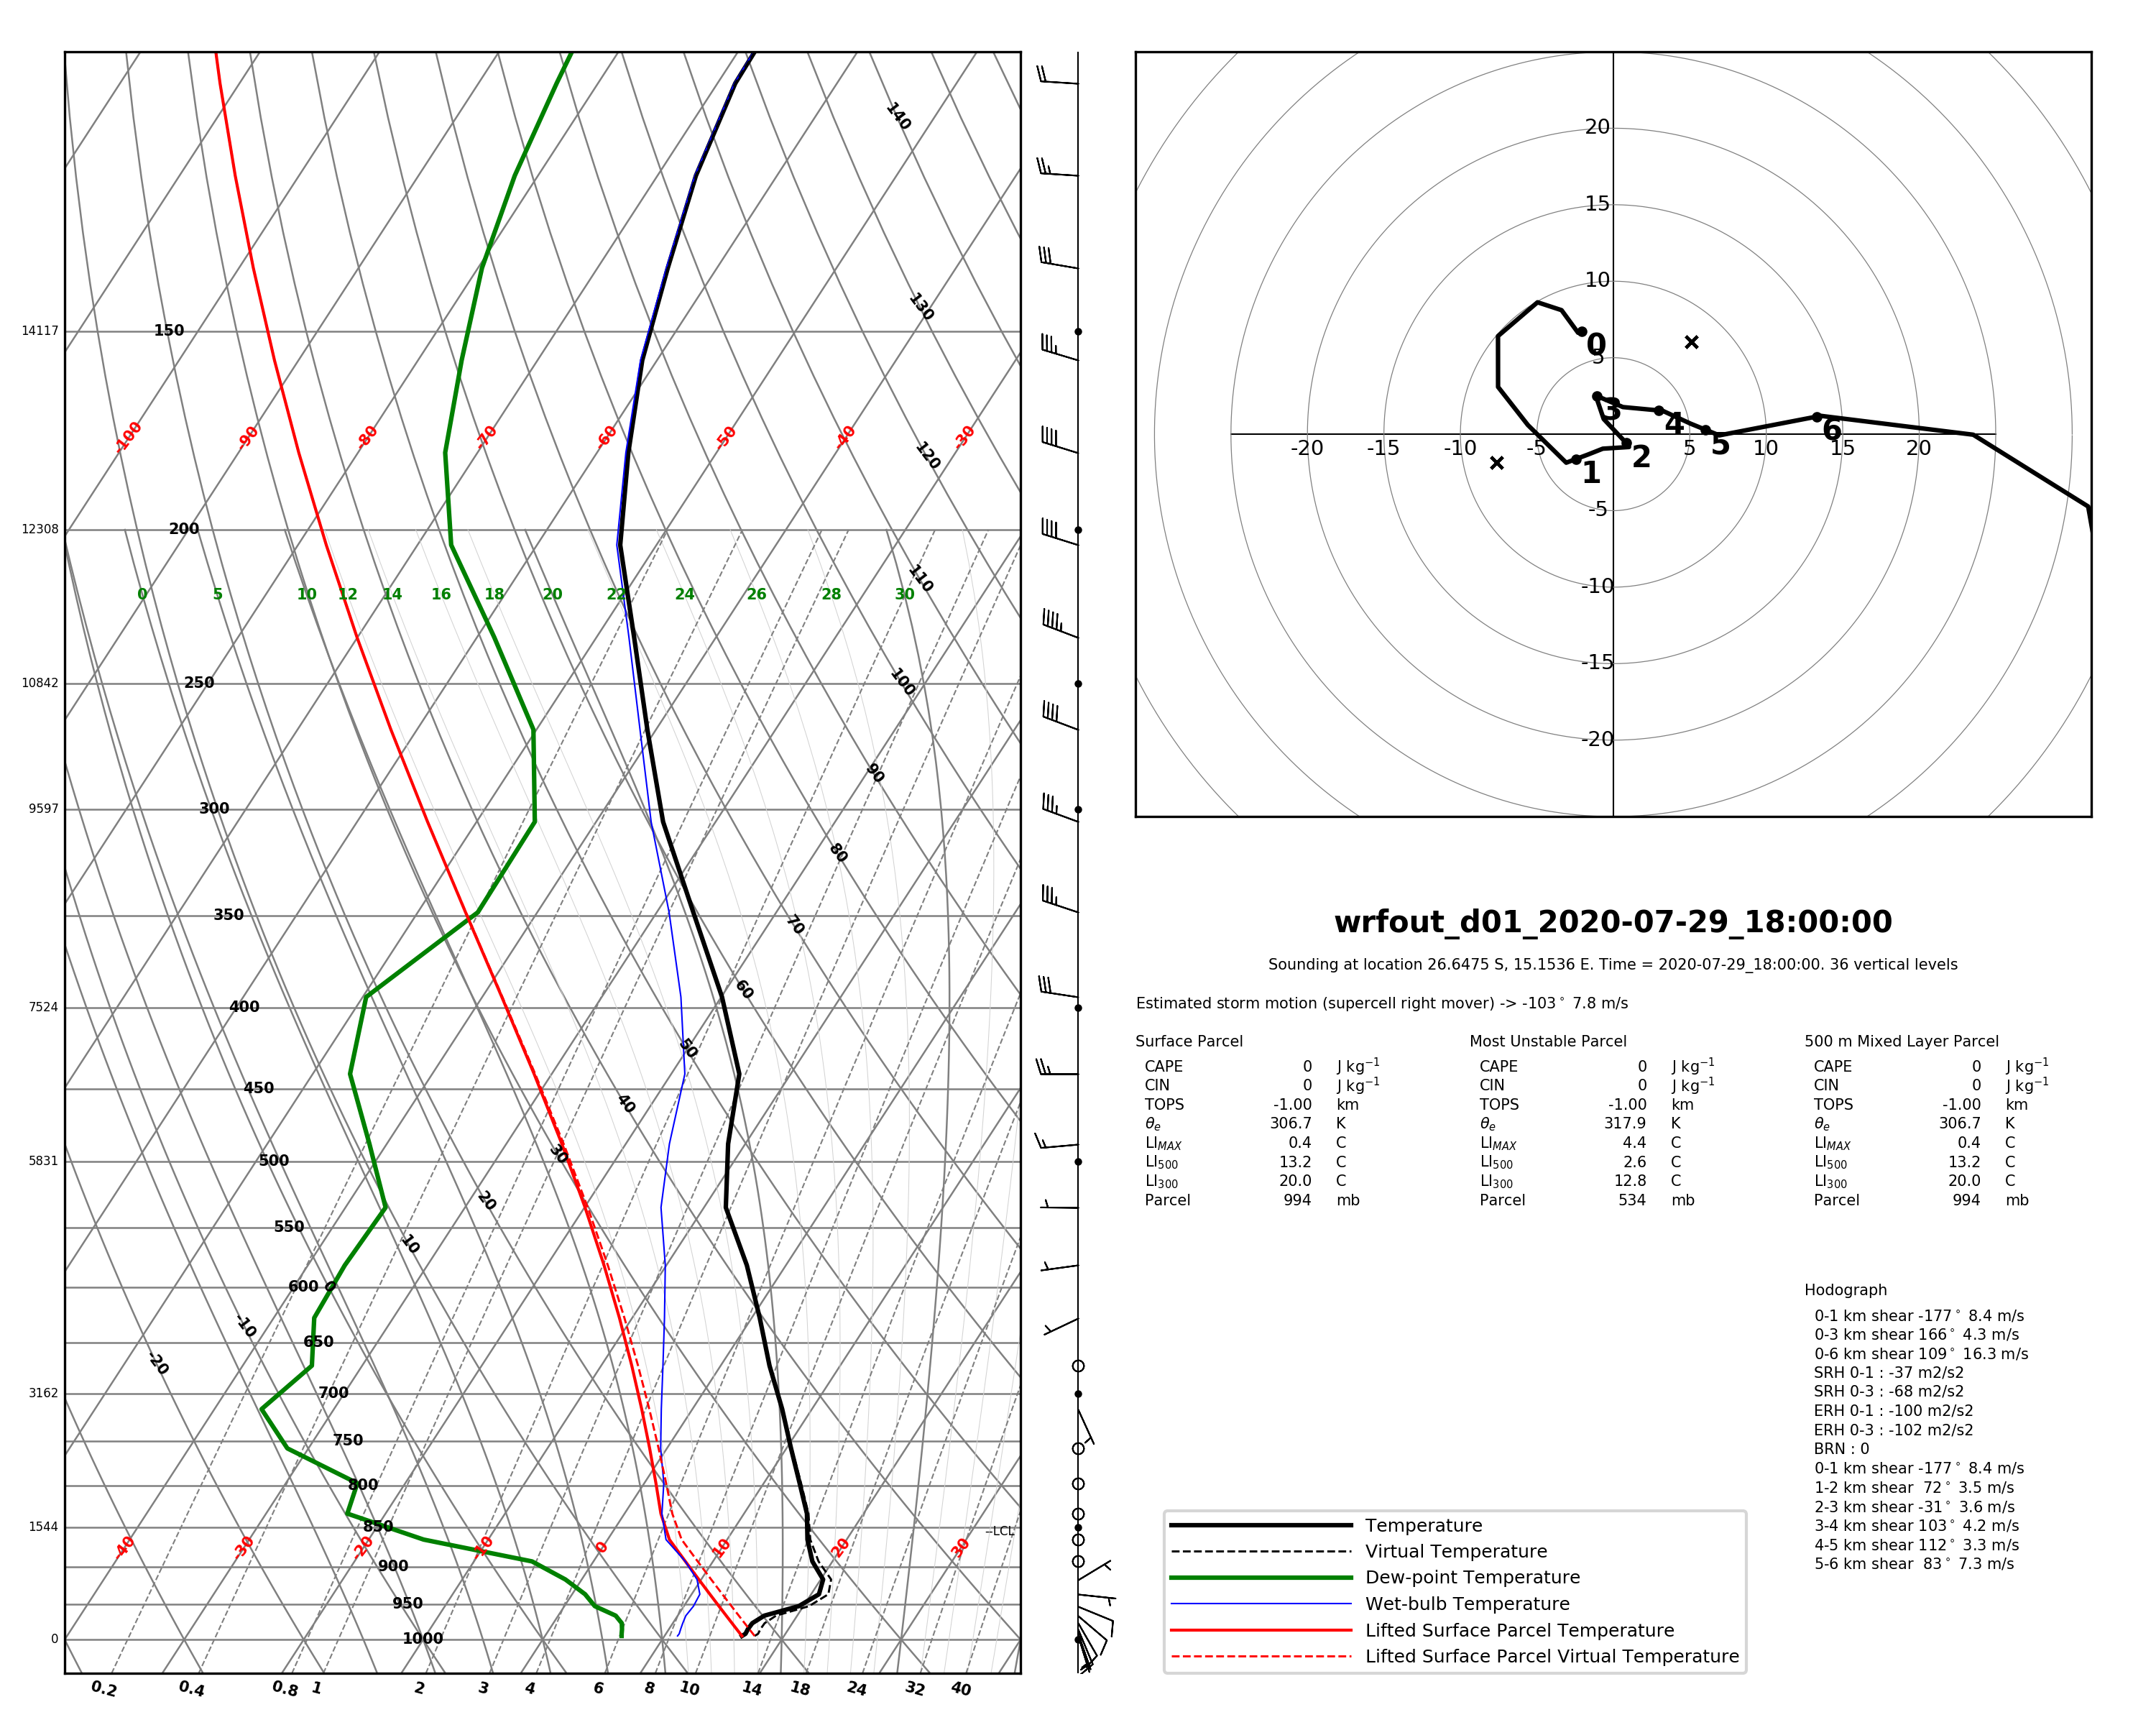 140
130
14117 150
-100 -90 -80 -70 -60 -50 -40 -30
120
12308 200
110
0 5 10 12 14 16 18 20 22 24 26 28 30
10842 250
100
90
9597 300
80
350
70
60
7524 400
50
450
40
5831 500
30
20
550
10
600 0
-10
650
-20
3162 700
750
800
1544 850
--LCL
-40 -30 -20 -10 0 10 20 30
900
950
0 1000
0.2 0.4 0.8 1 2 3 4 6 8 10 14 18 24 32 40
20
15
10
5
0
3
4
5
6
2
1
-20 -15 -10 -5 5 10 15 20
-5
-10
-15
-20
wrfout_d01_2020-07-29_18:00:00
Sounding at location 26.6475 S, 15.1536 E. Time = 2020-07-29_18:00:00. 36 vertical levels
Estimated storm motion (supercell right mover) -> -103° 7.8 m/s
Surface Parcel
CAPE 0 J kg⁻¹
CIN 0 J kg⁻¹
TOPS -1.00 km
θₑ 306.7 K
LI_MAX 0.4 C
LI₅₀₀ 13.2 C
LI₃₀₀ 20.0 C
Parcel 994 mb
Most Unstable Parcel
CAPE 0 J kg⁻¹
CIN 0 J kg⁻¹
TOPS -1.00 km
θₑ 317.9 K
LI_MAX 4.4 C
LI₅₀₀ 2.6 C
LI₃₀₀ 12.8 C
Parcel 534 mb
500 m Mixed Layer Parcel
CAPE 0 J kg⁻¹
CIN 0 J kg⁻¹
TOPS -1.00 km
θₑ 306.7 K
LI_MAX 0.4 C
LI₅₀₀ 13.2 C
LI₃₀₀ 20.0 C
Parcel 994 mb
Hodograph
0-1 km shear -177° 8.4 m/s
0-3 km shear 166° 4.3 m/s
0-6 km shear 109° 16.3 m/s
SRH 0-1 : -37 m2/s2
SRH 0-3 : -68 m2/s2
ERH 0-1 : -100 m2/s2
ERH 0-3 : -102 m2/s2
BRN : 0
0-1 km shear -177° 8.4 m/s
1-2 km shear 72° 3.5 m/s
2-3 km shear -31° 3.6 m/s
3-4 km shear 103° 4.2 m/s
4-5 km shear 112° 3.3 m/s
5-6 km shear 83° 7.3 m/s
Temperature
Virtual Temperature
Dew-point Temperature
Wet-bulb Temperature
Lifted Surface Parcel Temperature
Lifted Surface Parcel Virtual Temperature